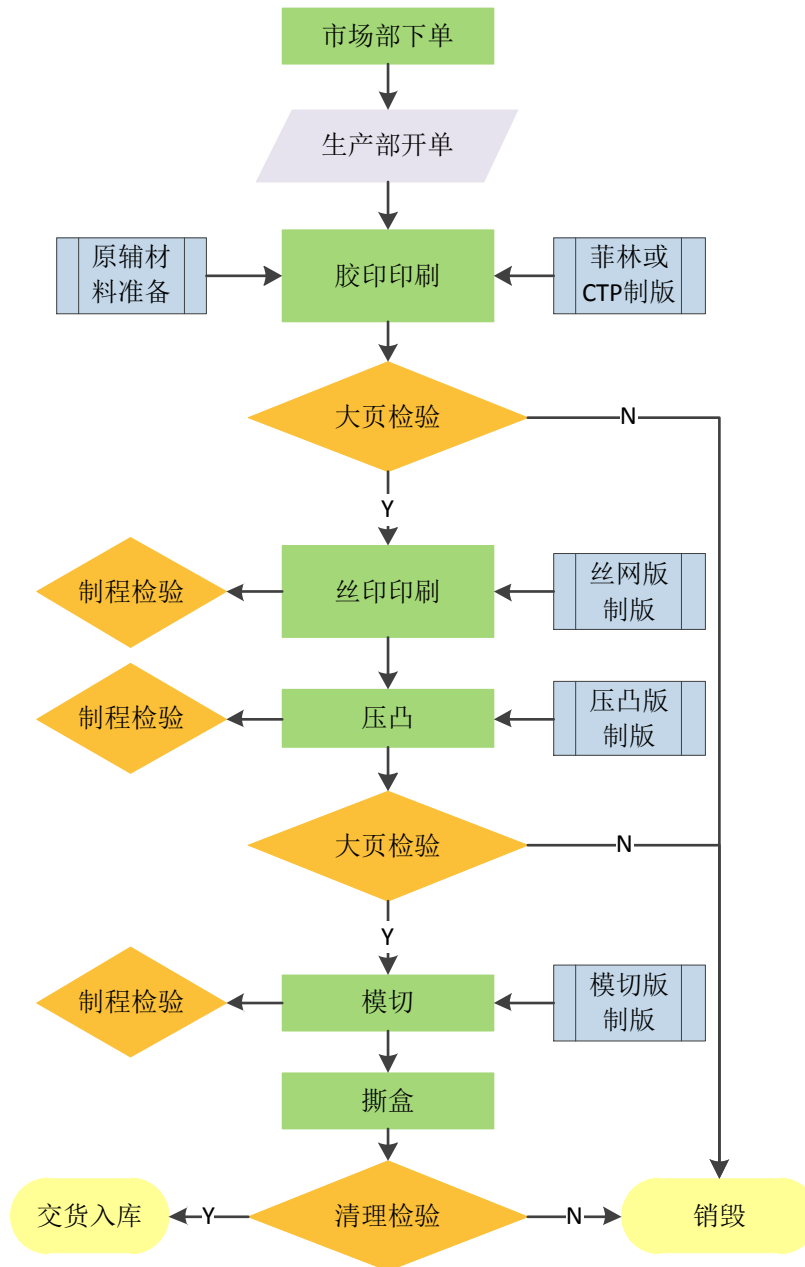 市场部下单
生产部开单
原辅材
料准备
胶印印刷
菲林或
CTP制版
大页检验
N
Y
制程检验
丝印印刷
丝网版
制版
制程检验
压凸
压凸版
制版
大页检验
N
Y
制程检验
模切
模切版
制版
撕盒
交货入库
Y
清理检验
N
销毁